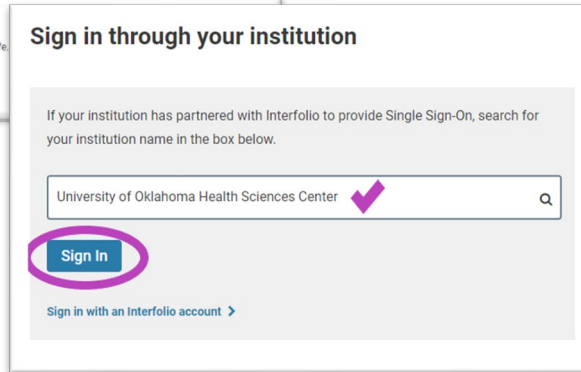 Sign in through your institution
If your institution has partnered with Interfolio to provide Single Sign-On, search for
your institution name in the box below.
University of Oklahoma Health Sciences Center
Sign In
Sign in with an Interfolio account